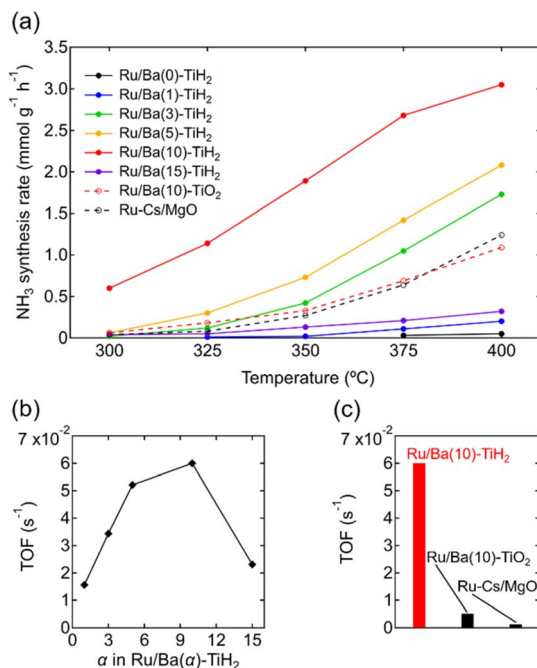 (a)
3.5
3.0
2.5
2.0
1.5
1.0
0.5
0
NH₃ synthesis rate (mmol g⁻¹ h⁻¹)
Ru/Ba(0)-TiH₂
Ru/Ba(1)-TiH₂
Ru/Ba(3)-TiH₂
Ru/Ba(5)-TiH₂
Ru/Ba(10)-TiH₂
Ru/Ba(15)-TiH₂
Ru/Ba(10)-TiO₂
Ru-Cs/MgO
300 325 350 375 400
Temperature (ºC)
(b)
7 x10⁻²
6
5
4
3
2
1
0
TOF (s⁻¹)
0 3 6 9 12 15
α in Ru/Ba(α)-TiH₂
(c)
7 x10⁻²
6
5
4
3
2
1
0
TOF (s⁻¹)
Ru/Ba(10)-TiH₂
Ru/Ba(10)-TiO₂
Ru-Cs/MgO